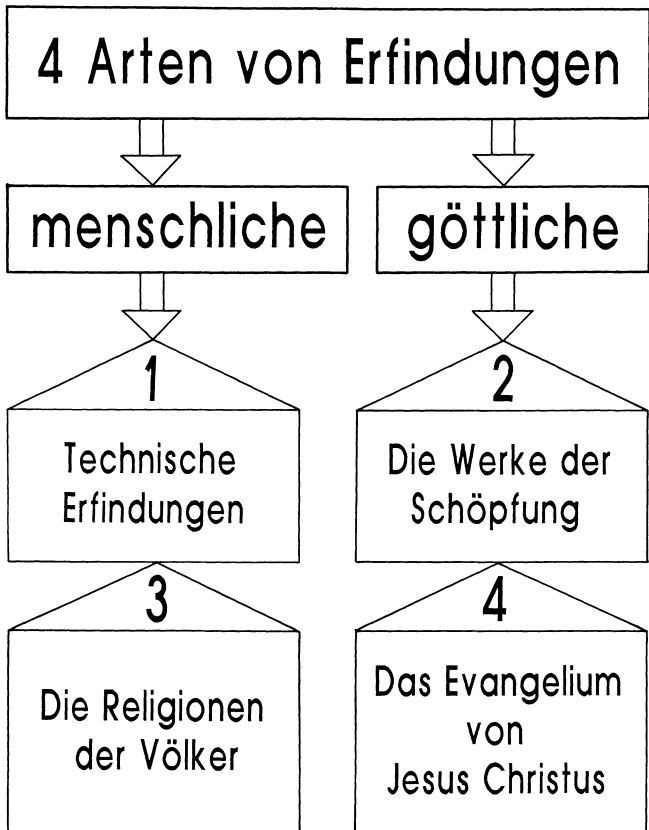 4 Arten von Erfindungen
menschliche
göttliche
1
Technische
Erfindungen
2
Die Werke der
Schöpfung
3
Die Religionen
der Völker
4
Das Evangelium
von
Jesus Christus